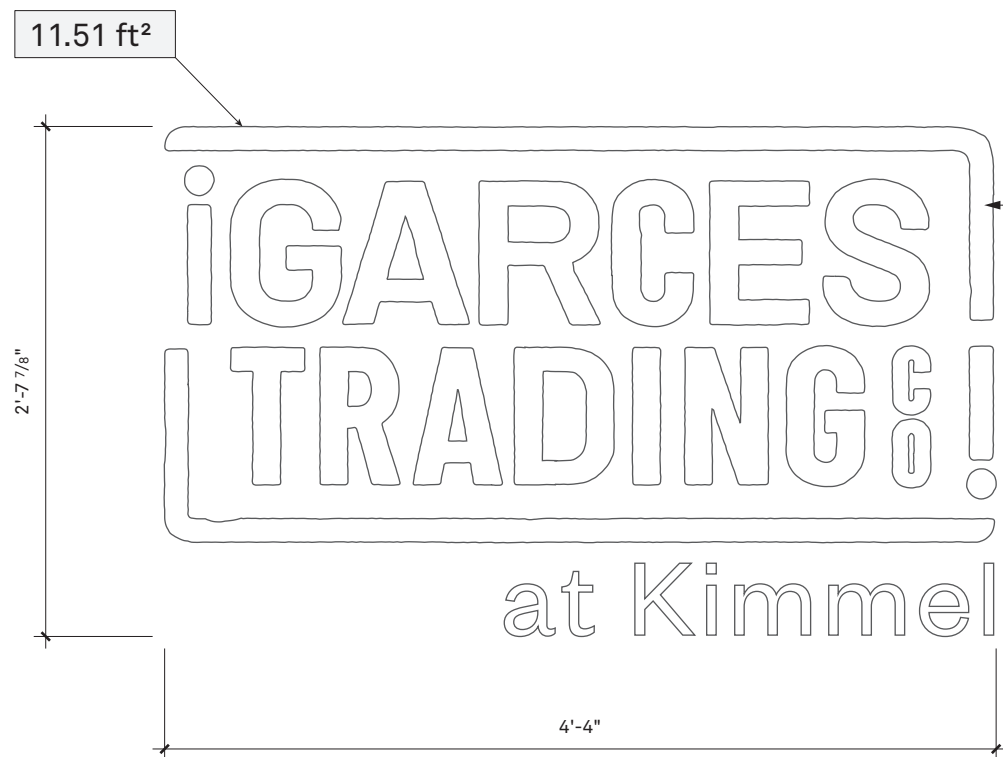 11.51 ft²
¡GARCES
TRADING CO!
at Kimmel
2'-7 7/8"
4'-4"